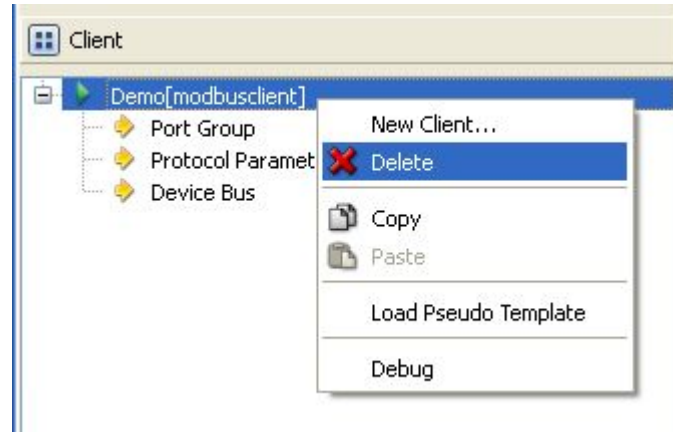 Client
Demo[modbusclient]
Port Group
Protocol Paramet
Device Bus
New Client...
Delete
Copy
Paste
Load Pseudo Template
Debug